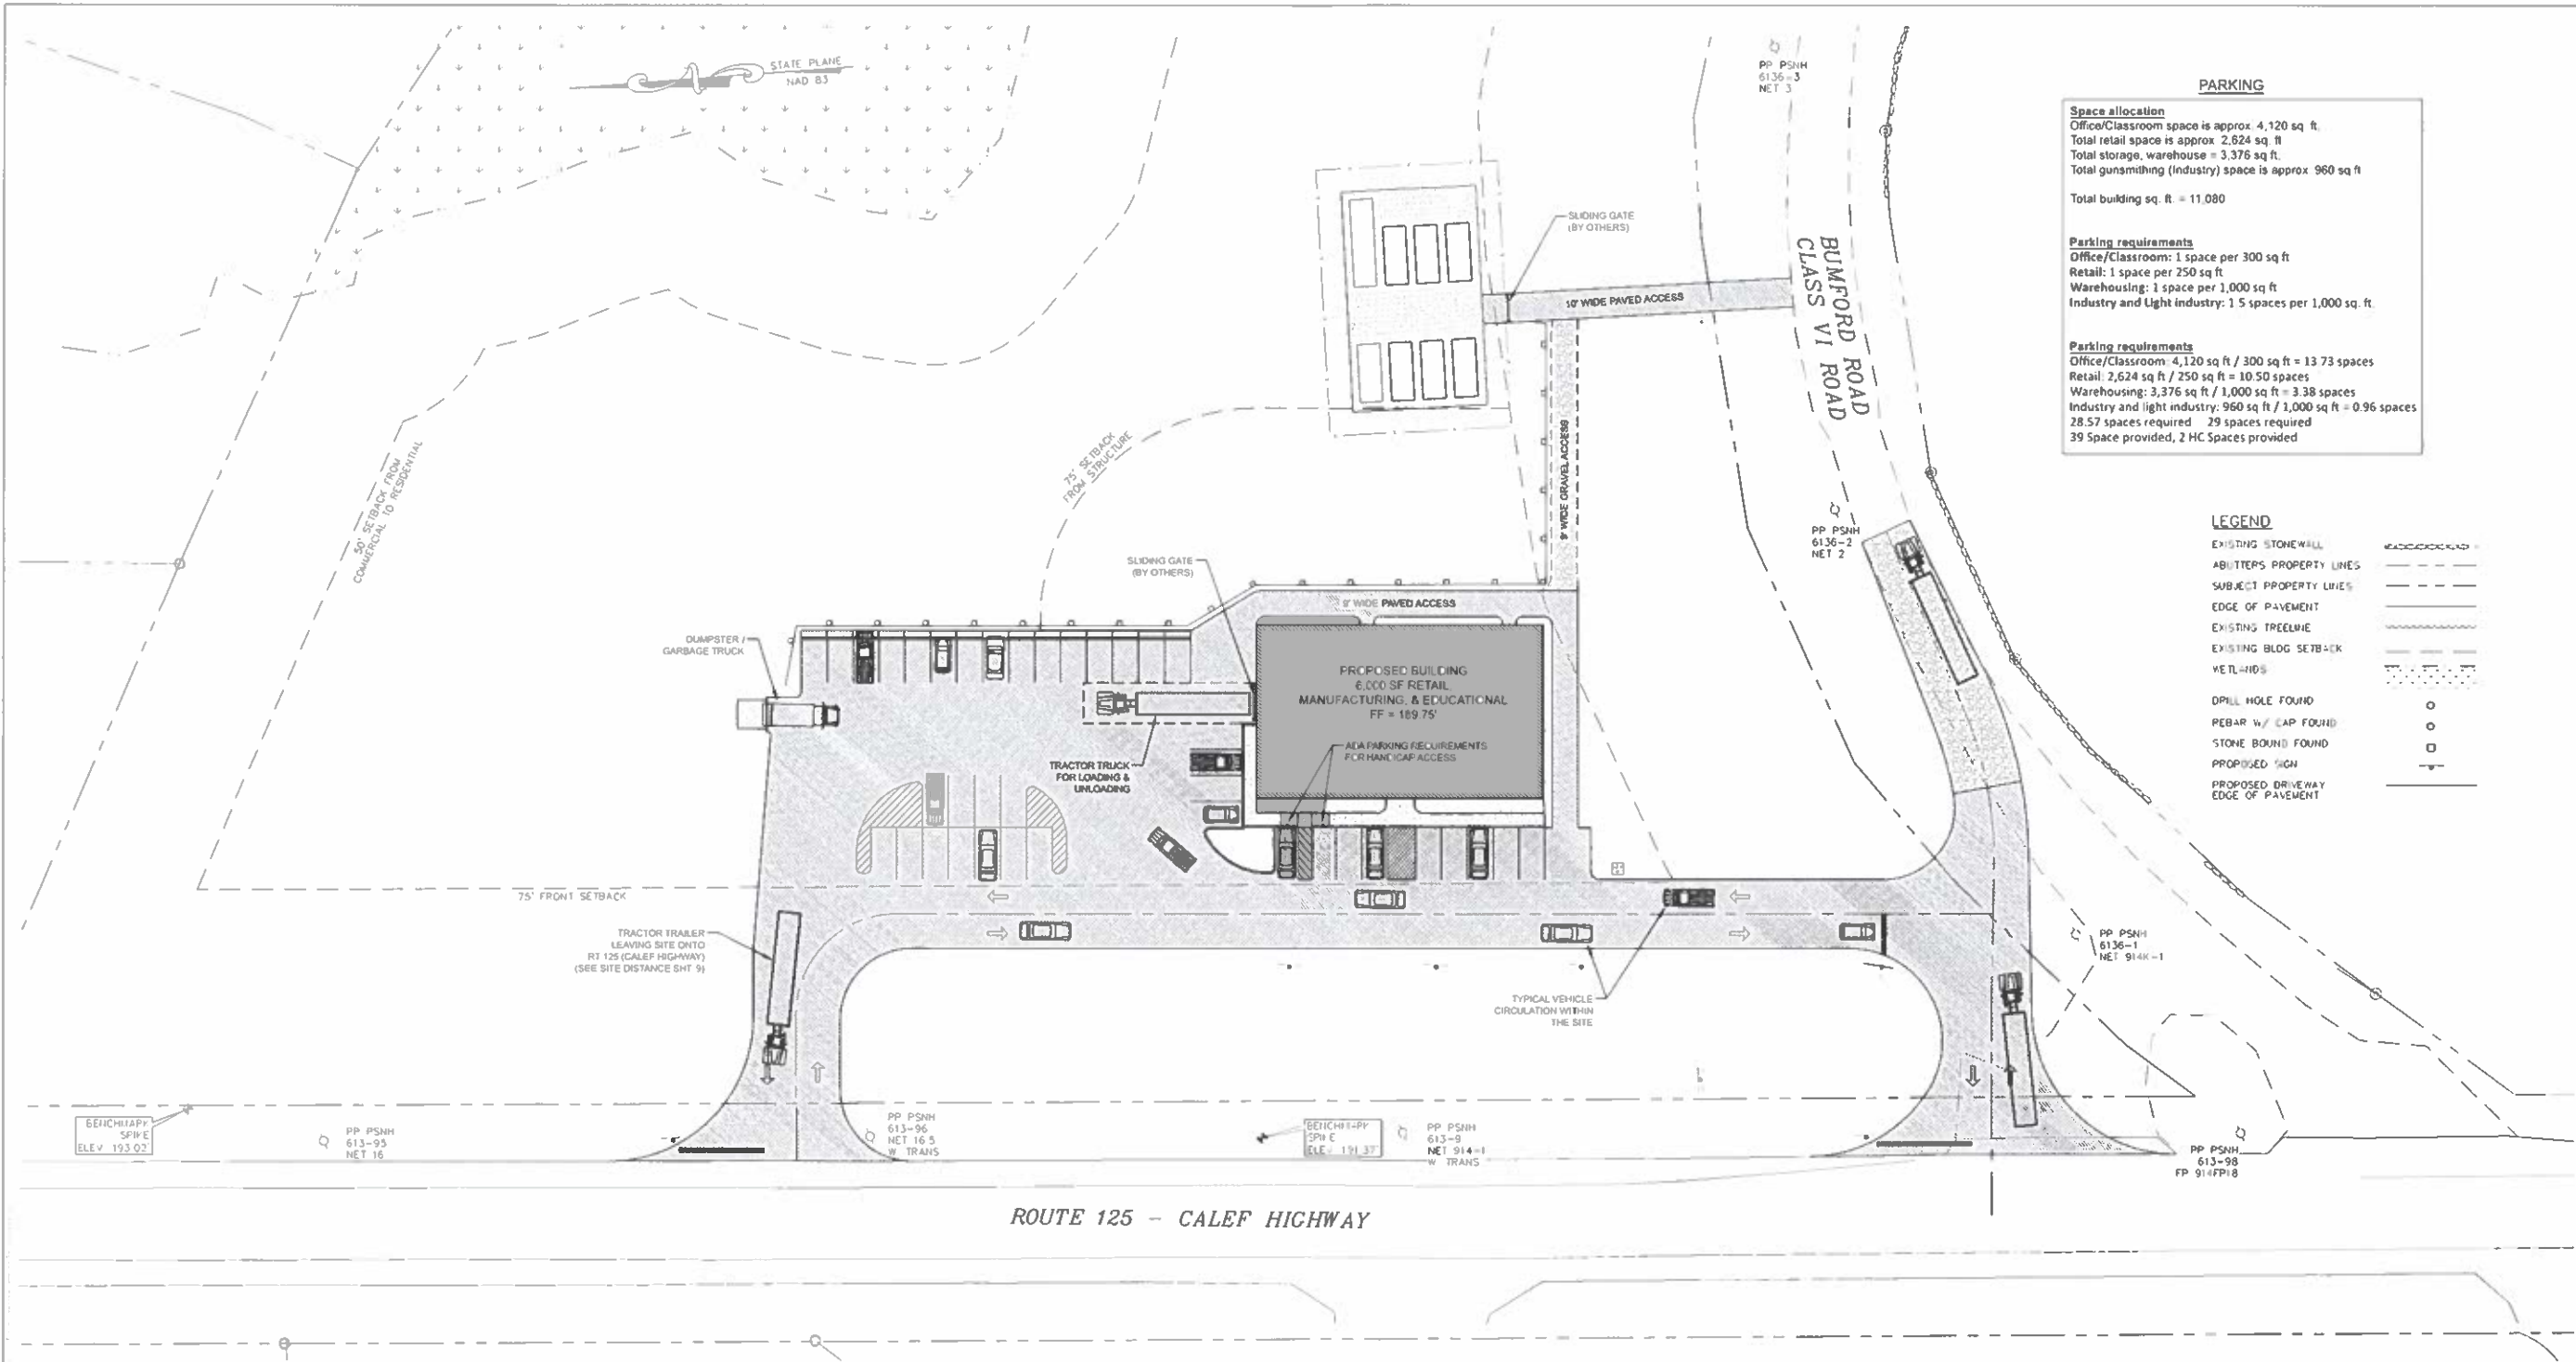 STATE PLANE
NAD 83
PP PSNH
6136-3
NET 3
PARKING
Space allocation
Office/Classroom space is approx. 4,120 sq. ft.
Total retail space is approx 2,624 sq. ft
Total storage, warehouse = 3,376 sq ft.
Total gunsmithing (Industry) space is approx 960 sq ft
Total building sq. ft. = 11,080
Parking requirements
Office/Classroom: 1 space per 300 sq ft
Retail: 1 space per 250 sq ft
Warehousing: 1 space per 1,000 sq ft
Industry and Light industry: 1 5 spaces per 1,000 sq. ft.
Parking requirements
Office/Classroom: 4,120 sq ft / 300 sq ft = 13 73 spaces
Retail: 2,624 sq ft / 250 sq ft = 10.50 spaces
Warehousing: 3,376 sq ft / 1,000 sq ft = 3.38 spaces
Industry and light industry: 960 sq ft / 1,000 sq ft = 0.96 spaces
28.57 spaces required 29 spaces required
39 Space provided, 2 HC Spaces provided
SLIDING GATE
(BY OTHERS)
10' WIDE PAVED ACCESS
BUMFORD ROAD
CLASS VI ROAD
50' SETBACK FROM
COMMERCIAL TO RESIDENTIAL
75' SETBACK
FROM STRUCTURE
WIDE GRAVEL ACCESS
PP PSNH
6136-2
NET 2
LEGEND
EXISTING STONEWALL
ABUTTERS PROPERTY LINES
SUBJECT PROPERTY LINES
EDGE OF PAVEMENT
EXISTING TREELINE
EXISTING BLDG SETBACK
WETLANDS
DRILL HOLE FOUND
REBAR W/ CAP FOUND
STONE BOUND FOUND
PROPOSED SIGN
PROPOSED DRIVEWAY
EDGE OF PAVEMENT
SLIDING GATE
(BY OTHERS)
9' WIDE PAVED ACCESS
DUMPSTER /
GARBAGE TRUCK
PROPOSED BUILDING
6,000 SF RETAIL,
MANUFACTURING, & EDUCATIONAL
FF = 189.75'
ADA PARKING REQUIREMENTS
FOR HANDICAP ACCESS
TRACTOR TRUCK
FOR LOADING &
UNLOADING
75' FRONT SETBACK
TRACTOR TRAILER
LEAVING SITE ONTO
RT 125 (CALEF HIGHWAY)
(SEE SITE DISTANCE SHT 9)
PP PSNH
6136-1
NET 914K-1
TYPICAL VEHICLE
CIRCULATION WITHIN
THE SITE
BENCHMARK
SPIKE
ELEV 193 02'
PP PSNH
613-95
NET 16
PP PSNH
613-96
NET 16 5
W TRANS
BENCHMARK
SPIKE
ELEV 191 37'
PP PSNH
613-9
NET 914-1
W TRANS
PP PSNH
613-98
FP 914FP18
ROUTE 125 - CALEF HIGHWAY